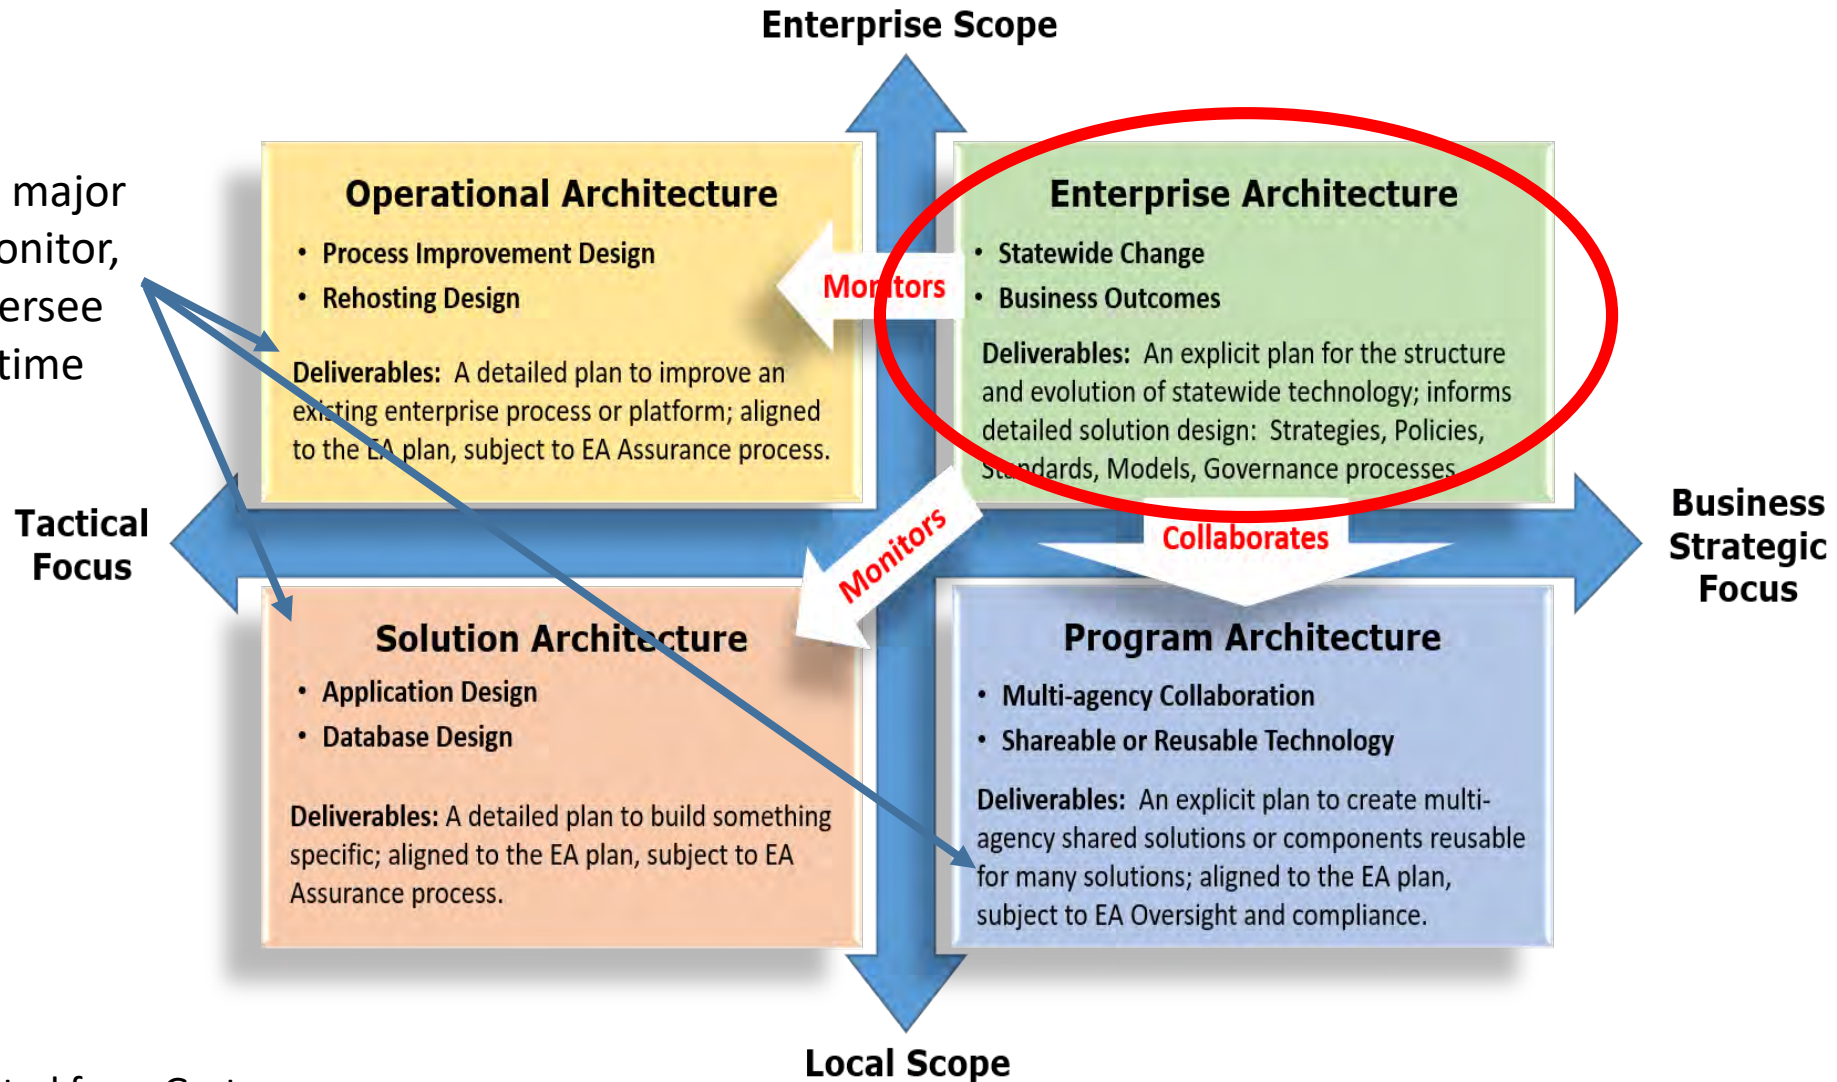 Enterprise Scope
major
onitor,
ersee
time
Operational Architecture
• Process Improvement Design
• Rehosting Design
Deliverables: A detailed plan to improve an
existing enterprise process or platform; aligned
to the EA plan, subject to EA Assurance process.
Monitors
Enterprise Architecture
• Statewide Change
• Business Outcomes
Deliverables: An explicit plan for the structure
and evolution of statewide technology; informs
detailed solution design: Strategies, Policies,
Standards, Models, Governance processes
Tactical
Focus
Monitors
Collaborates
Business
Strategic
Focus
Solution Architecture
• Application Design
• Database Design
Deliverables: A detailed plan to build something
specific; aligned to the EA plan, subject to EA
Assurance process.
Program Architecture
• Multi-agency Collaboration
• Shareable or Reusable Technology
Deliverables: An explicit plan to create multi-
agency shared solutions or components reusable
for many solutions; aligned to the EA plan,
subject to EA Oversight and compliance.
Local Scope